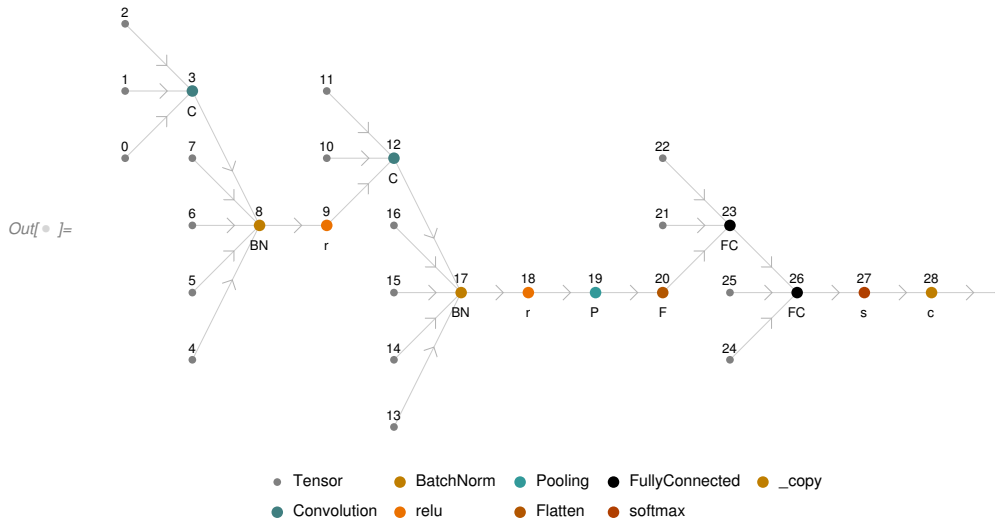 2
1
3
C
0
7
6
8
BN
5
4
11
10
9
r
12
C
16
15
17
BN
14
13
18
r
19
P
20
F
22
21
23
FC
25
26
FC
24
27
s
28
c
Out[ ● ]=
Tensor BatchNorm Pooling FullyConnected _copy
Convolution relu Flatten softmax